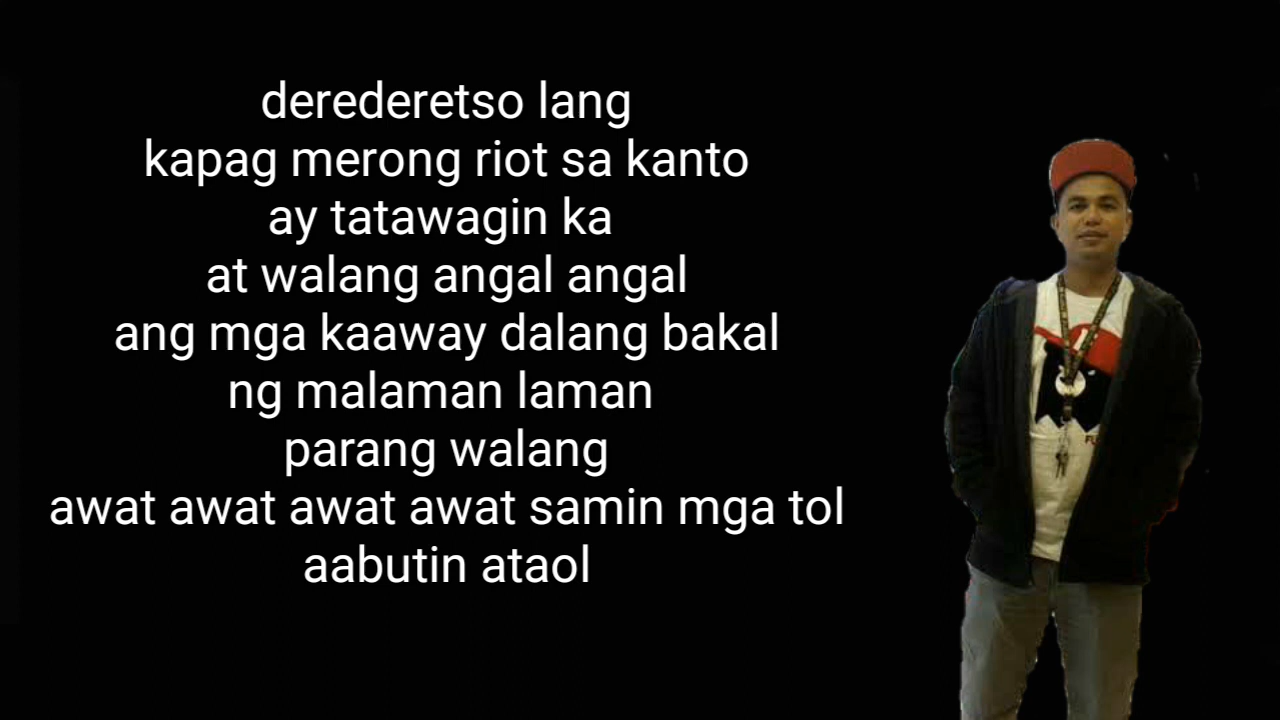 derederetso lang
kapag merong riot sa kanto
ay tatawagin ka
at walang angal angal
ang mga kaaway dalang bakal
ng malaman laman
parang walang
awat awat awat awat samin mga tol
aabutin ataol